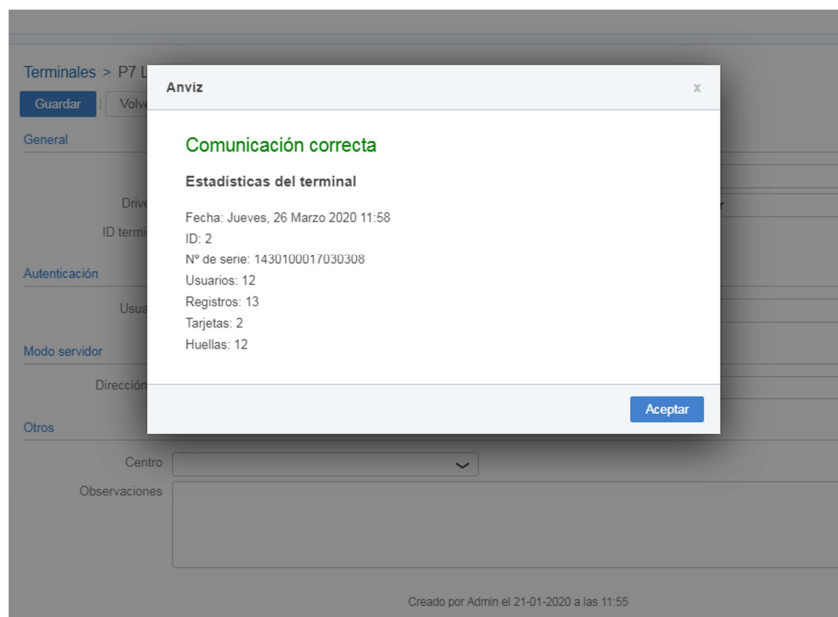 Terminales > P7 L
Anviz
x
Guardar
Volve
General
Comunicación correcta
Estadísticas del terminal
Drive
Fecha: Jueves, 26 Marzo 2020 11:58
ID termi
ID: 2
Nº de serie: 1430100017030308
Autenticación
Usuarios: 12
Registros: 13
Usua
Tarjetas: 2
Huellas: 12
Modo servidor
Dirección
Aceptar
Otros
Centro
Observaciones
Creado por Admin el 21-01-2020 a las 11:55